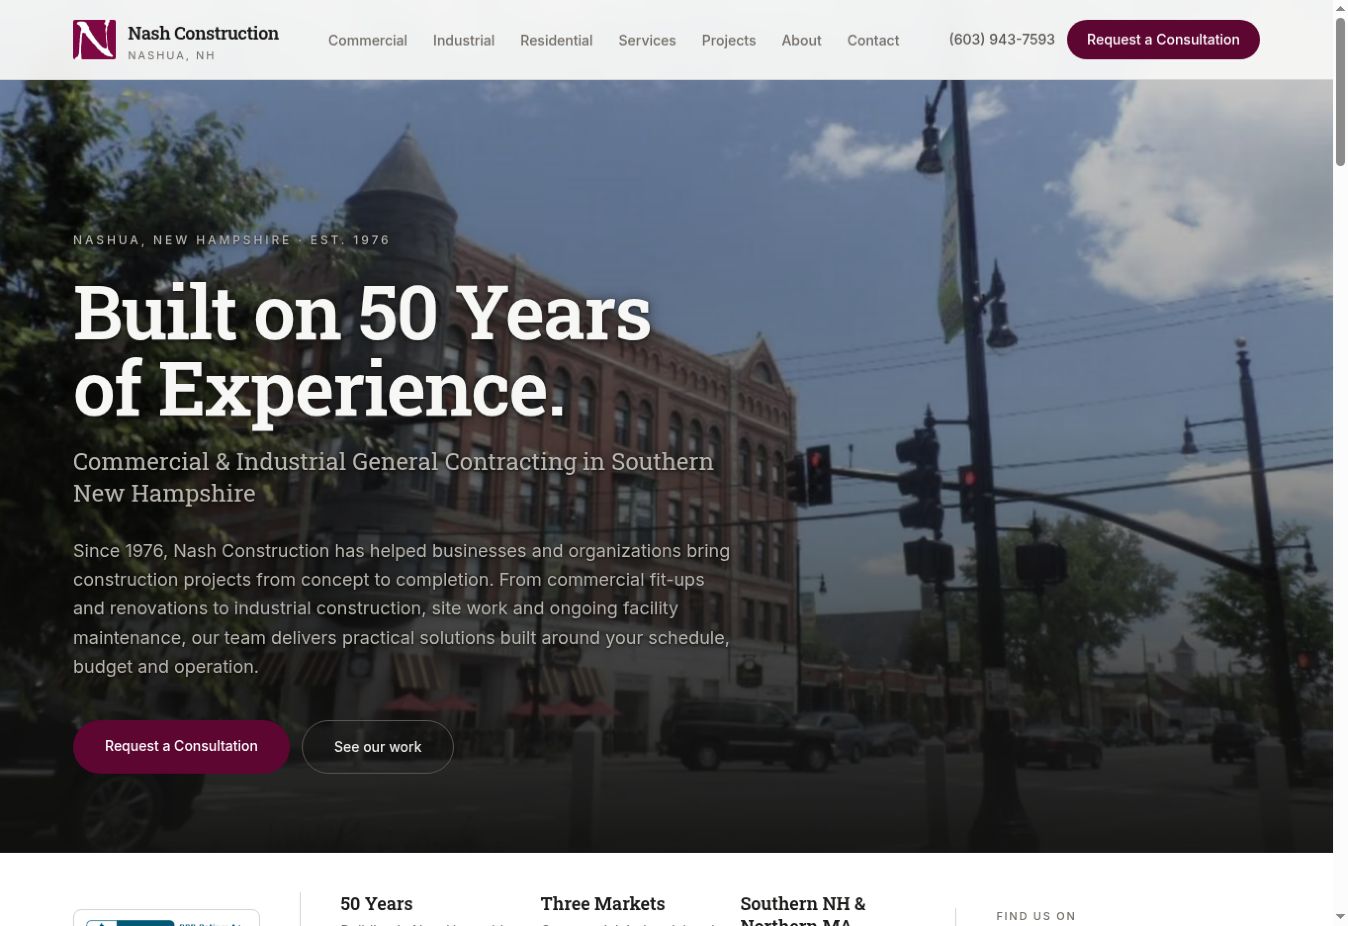 Nash Construction
NASHUA, NH
Commercial
Industrial
Residential
Services
Projects
About
Contact
(603) 943-7593
Request a Consultation
NASHUA, NEW HAMPSHIRE · EST. 1976
Built on 50 Years
of Experience.
Commercial & Industrial General Contracting in Southern
New Hampshire
Since 1976, Nash Construction has helped businesses and organizations bring
construction projects from concept to completion. From commercial fit-ups
and renovations to industrial construction, site work and ongoing facility
maintenance, our team delivers practical solutions built around your schedule,
budget and operation.
Request a Consultation
See our work
50 Years
Three Markets
Southern NH &
Northern MA
FIND US ON